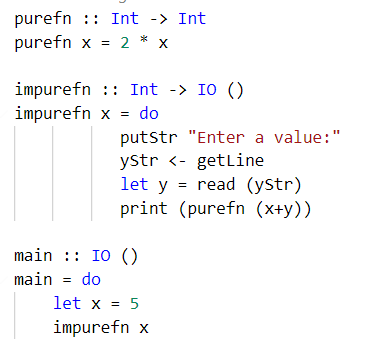 purefn :: Int -> Int
purefn x = 2 * x

impurefn :: Int -> IO ()
impurefn x = do
            putStr "Enter a value:"
            yStr <- getLine
            let y = read (yStr)
            print (purefn (x+y))

main :: IO ()
main = do
    let x = 5
    impurefn x